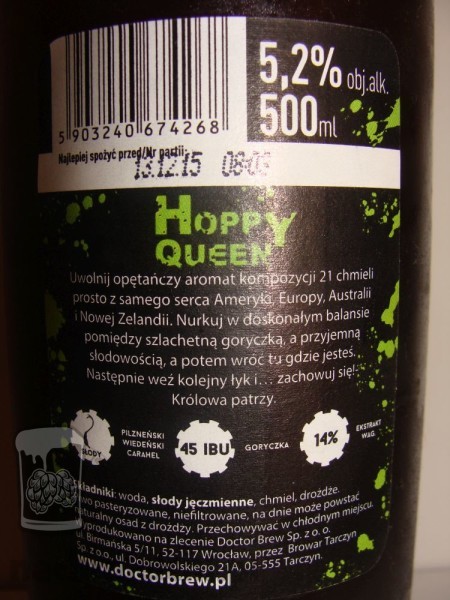 5,2% obj.alk.
500ml
5 903240 674268
Najlepiej spożyć przed/Nr partii:
13.12.15
HOPPY
QUEEN
Uwolnij opętańczy aromat kompozycji 21 chmieli
prosto z samego serca Ameryki, Europy, Australii
i Nowej Zelandii. Nurkuj w doskonałym balansie
pomiędzy szlachetną goryczką, a przyjemną
słodowością, a potem wróć tu gdzie jesteś.
Następnie weź kolejny łyk i... zachowuj się!
Królowa patrzy.
SŁODY
PILZNEŃSKI
WIEDEŃSKI
CARAHEL
45 IBU
GORYCZKA
14%
EKSTRAKT
WAG.
Składniki: woda, słody jęczmienne, chmiel, drożdże.
pasteryzowane, niefiltrowane, na dnie może powstać
naturalny osad z drożdży. Przechowywać w chłodnym miejscu.
wyprodukowano na zlecenie Doctor Brew Sp. z o.o.
ul. Birmańska 5/11, 52-117 Wrocław, przez Browar Tarczyn
Sp. z o.o., ul. Dobrowolskiego 21A, 05-555 Tarczyn.
www.doctorbrew.pl